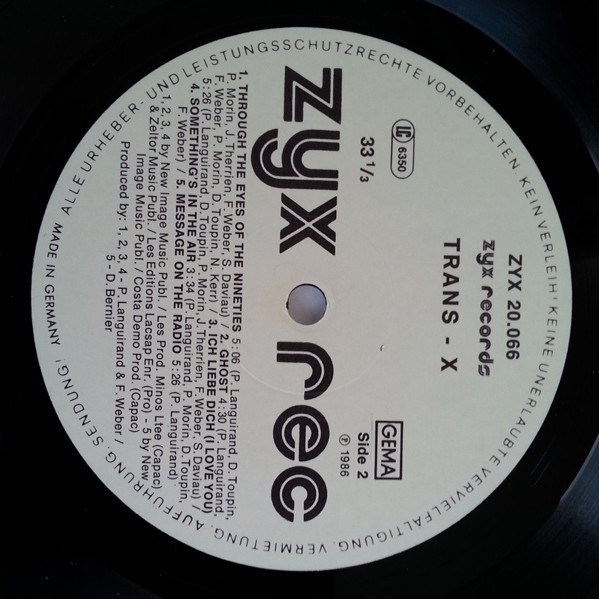 ALLE URHEBER- UND LEISTUNGSSCHUTZRECHTE VORBEHALTEN. KEIN VERLEIH! KEINE UNERLAUBTE VERVIELFÄLTIGUNG, VERMIETUNG, AUFFÜHRUNG, SENDUNG!
ZYX 20.066
zyx records
TRANS - X
LC 6350
33 1/3
GEMA
Side 2
Ⓟ 1986
zyx rec
1. THROUGH THE EYES OF THE NINETIES 5:06 (P. Languirand, D. Toupin,
P. Morin, J. Therrien, F. Weber, S. Daviau) / 2. GHOST 4:30 (P. Languirand,
F. Weber, P. Morin, D. Toupin, N. Kerr) / 3. ICH LIEBE DICH (I LOVE YOU)
5:26 (P. Languirand, D. Toupin, P. Morin, J. Therrien, F. Weber, S. Daviau) /
4. SOMETHING'S IN THE AIR 3:34 (P. Languirand, P. Morin, D. Toupin,
F. Weber) / 5. MESSAGE ON THE RADIO 5:26 (P. Languirand)
1, 2, 3, 4 by New Image Music Publ. / Les Prod. Minos Ltee (Capac)
& Zeitor Music Publ. / Les Editions Lacsap Enr. (Pro) - 5 by New
Image Music Publ. / Costa Demo Prod. (Capac)
Produced by: 1, 2, 3, 4 - P. Languirand & F. Weber /
5 - D. Bernier
MADE IN GERMANY